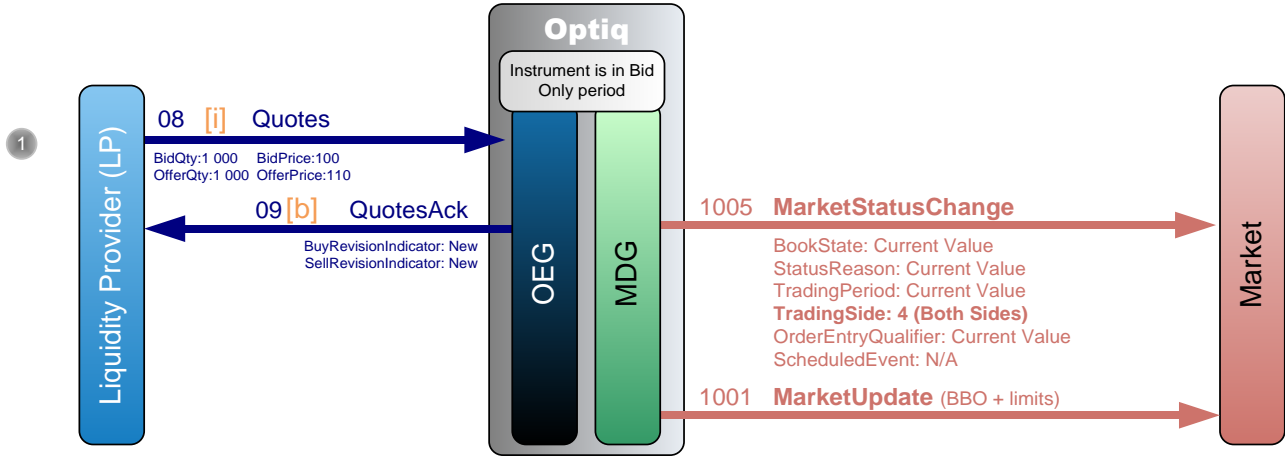 Optiq
Instrument is in Bid
Only period
1
Liquidity Provider (LP)
08 [i] Quotes
BidQty:1 000 BidPrice:100
OfferQty:1 000 OfferPrice:110
09 [b] QuotesAck
BuyRevisionIndicator: New
SellRevisionIndicator: New
OEG
MDG
1005 MarketStatusChange
BookState: Current Value
StatusReason: Current Value
TradingPeriod: Current Value
TradingSide: 4 (Both Sides)
OrderEntryQualifier: Current Value
ScheduledEvent: N/A
1001 MarketUpdate (BBO + limits)
Market